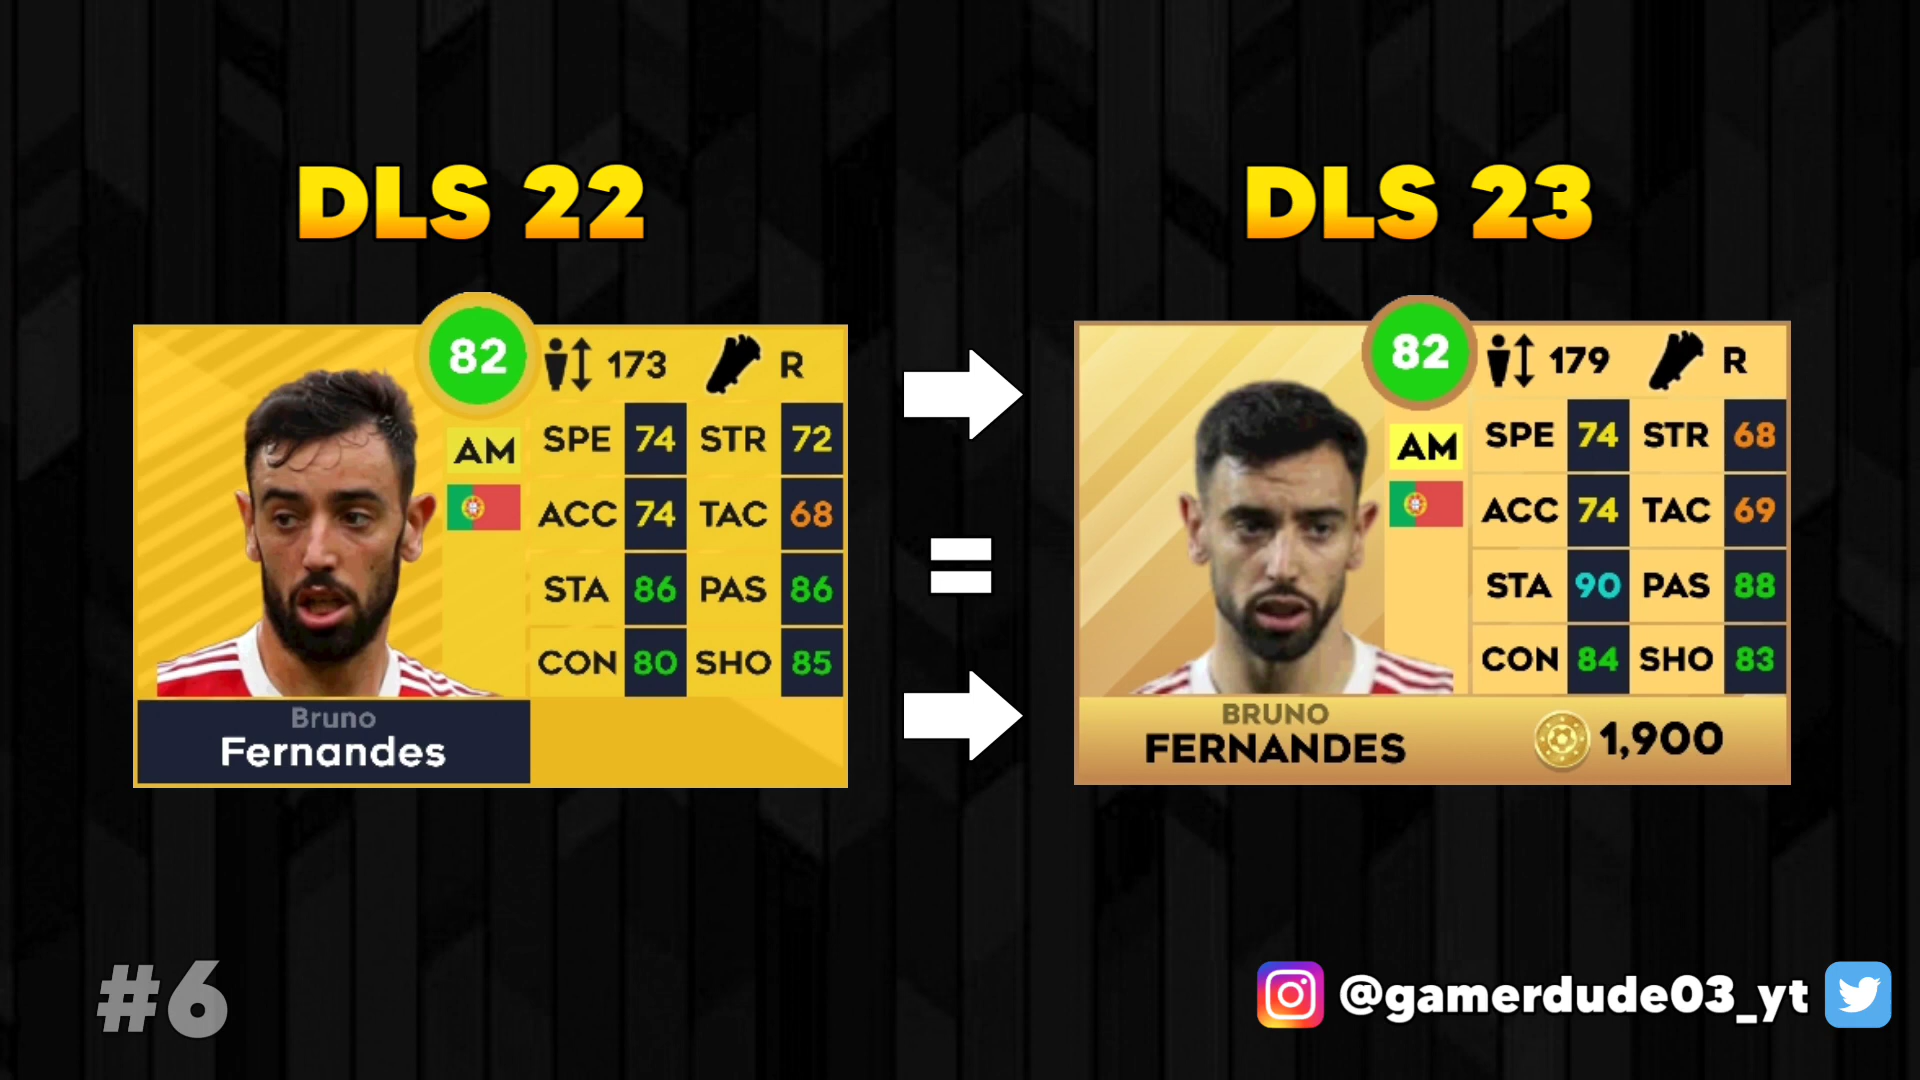 DLS 22
DLS 23
82
173
R
AM
SPE 74 STR 72
ACC 74 TAC 68
STA 86 PAS 86
CON 80 SHO 85
Bruno
Fernandes
=
82
179
R
AM
SPE 74 STR 68
ACC 74 TAC 69
STA 90 PAS 88
CON 84 SHO 83
BRUNO
FERNANDES
1,900
#6
@gamerdude03_yt